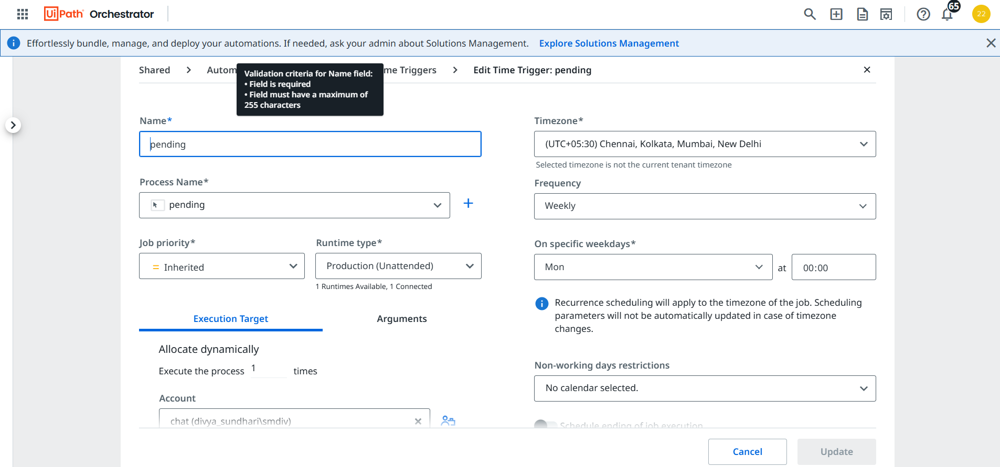 UiPath Orchestrator
65
22
Effortlessly bundle, manage, and deploy your automations. If needed, ask your admin about Solutions Management. Explore Solutions Management
Shared > Autom me Triggers > Edit Time Trigger: pending
Validation criteria for Name field:
• Field is required
• Field must have a maximum of
255 characters
Name*
pending
Timezone*
(UTC+05:30) Chennai, Kolkata, Mumbai, New Delhi
Selected timezone is not the current tenant timezone
Process Name*
pending
Frequency
Weekly
Job priority*
Inherited
Runtime type*
Production (Unattended)
1 Runtimes Available, 1 Connected
On specific weekdays*
Mon
at
00:00
Recurrence scheduling will apply to the timezone of the job. Scheduling
parameters will not be automatically updated in case of timezone
changes.
Execution Target
Arguments
Allocate dynamically
Execute the process 1 times
Account
chat (divya_sundhari\smdiv)
Non-working days restrictions
No calendar selected.
Schedule ending of job execution
Cancel
Update